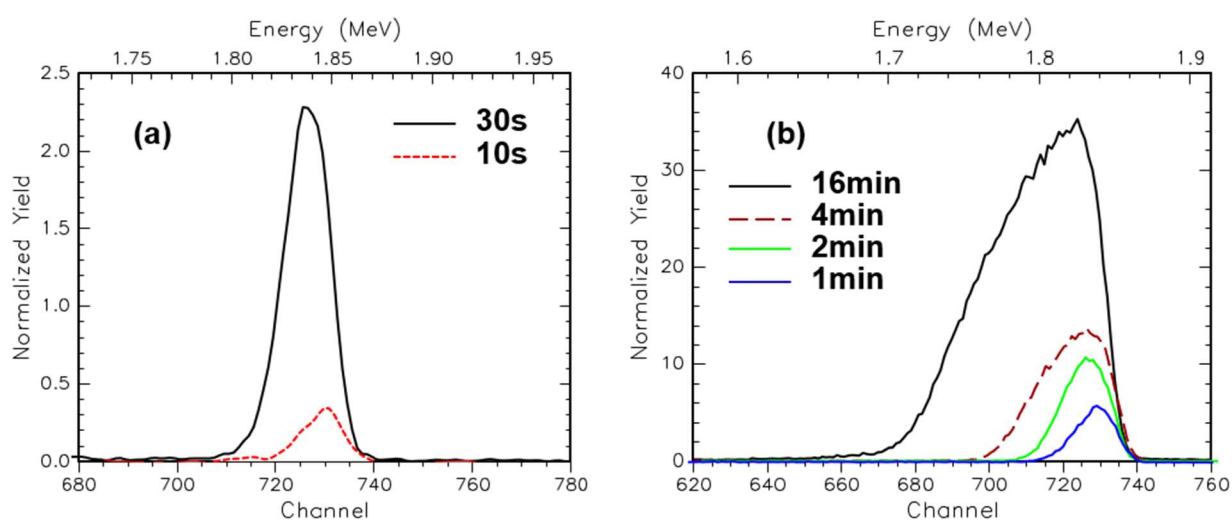 Energy (MeV)
1.75 1.80 1.85 1.90 1.95
2.5
2.0
1.5
1.0
0.5
0.0
Normalized Yield
(a)
30s
10s
680 700 720 740 760 780
Channel
Energy (MeV)
1.6 1.7 1.8 1.9
40
30
20
10
0
Normalized Yield
(b)
16min
4min
2min
1min
620 640 660 680 700 720 740 760
Channel